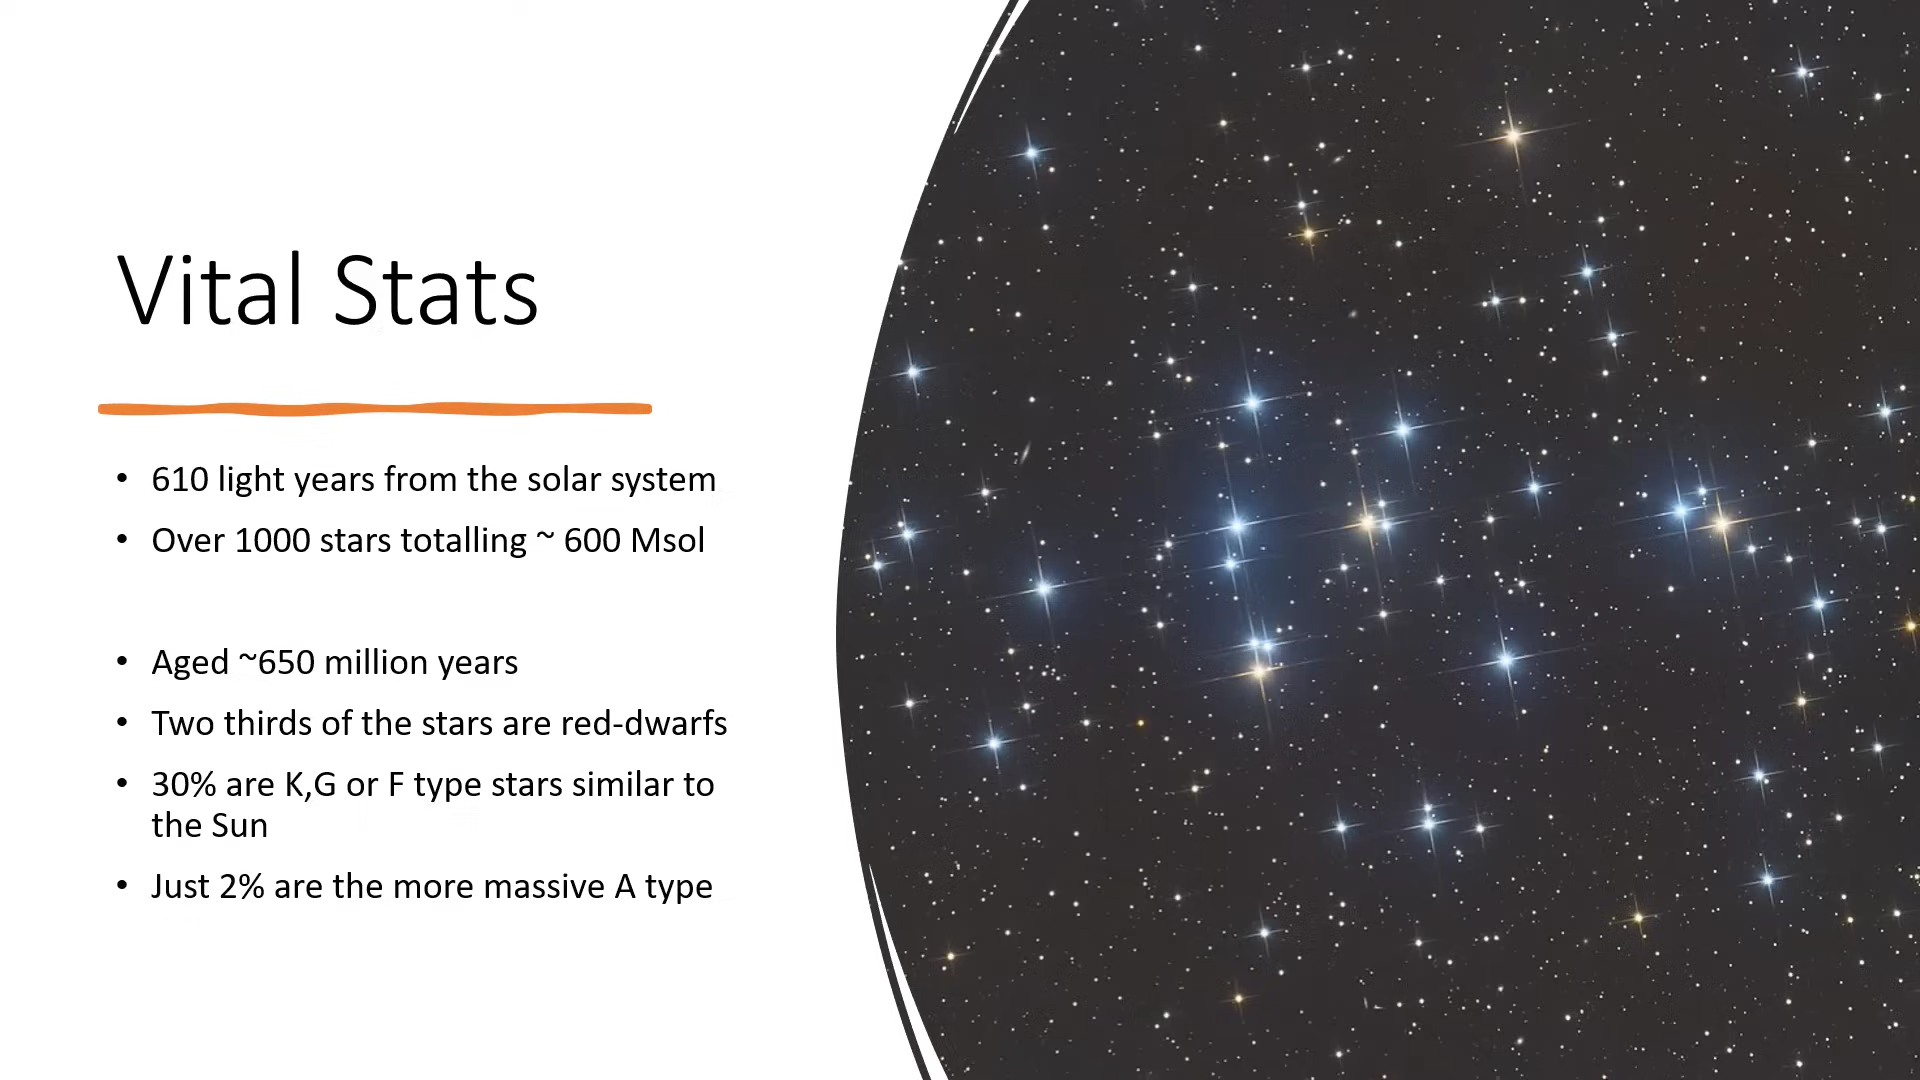 Vital Stats
• 610 light years from the solar system
• Over 1000 stars totalling ~ 600 Msol
• Aged ~650 million years
• Two thirds of the stars are red-dwarfs
• 30% are K,G or F type stars similar to
the Sun
• Just 2% are the more massive A type